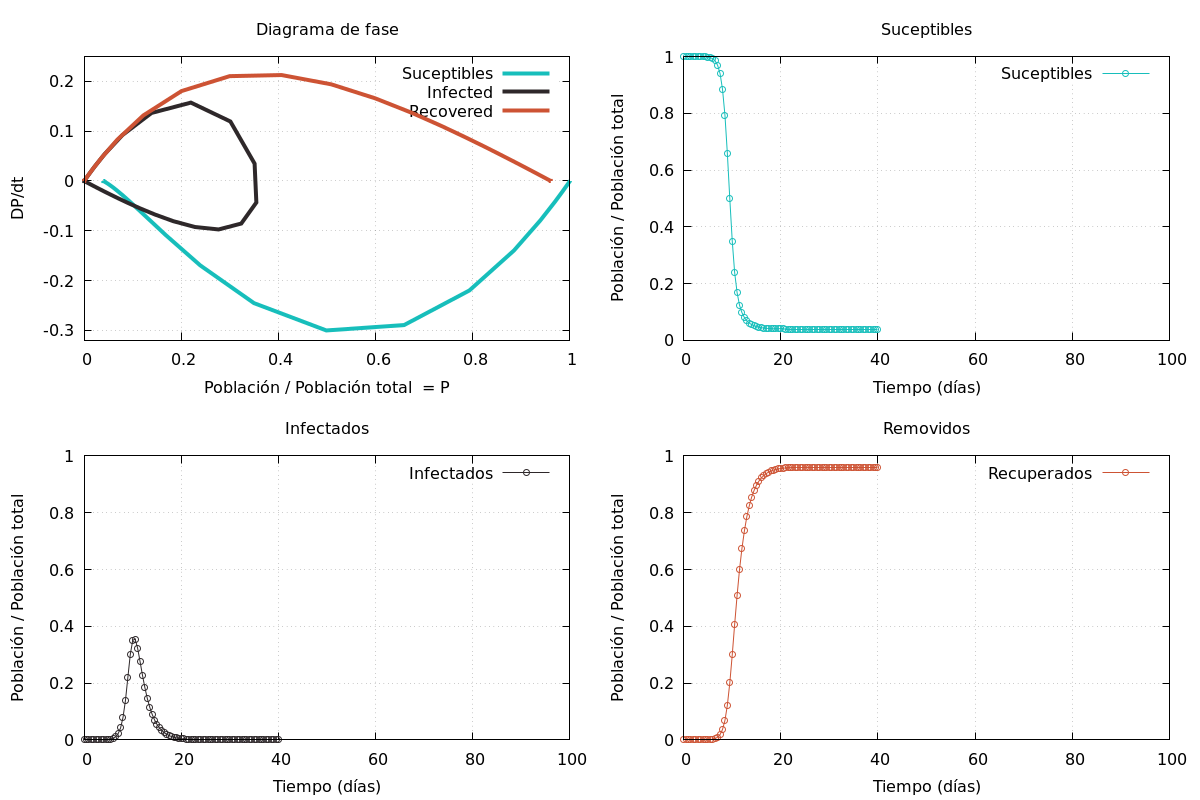 Diagrama de fase
Suceptibles
Infected
Recovered
0.2
0.1
0
-0.1
-0.2
-0.3
0 0.2 0.4 0.6 0.8 1
DP/dt
Población / Población total = P
Suceptibles
Suceptibles
1
0.8
0.6
0.4
0.2
0
0 20 40 60 80 100
Población / Población total
Tiempo (días)
Infectados
Infectados
1
0.8
0.6
0.4
0.2
0
0 20 40 60 80 100
Población / Población total
Tiempo (días)
Removidos
Recuperados
1
0.8
0.6
0.4
0.2
0
0 20 40 60 80 100
Población / Población total
Tiempo (días)